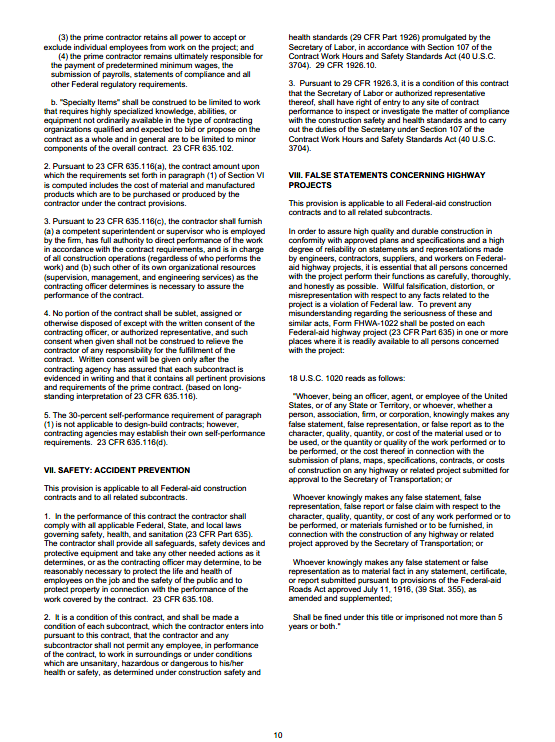 (3) the prime contractor retains all power to accept or
exclude individual employees from work on the project; and
(4) the prime contractor remains ultimately responsible for
the payment of predetermined minimum wages, the
submission of payrolls, statements of compliance and all
other Federal regulatory requirements.
b. "Specialty Items" shall be construed to be limited to work
that requires highly specialized knowledge, abilities, or
equipment not ordinarily available in the type of contracting
organizations qualified and expected to bid or propose on the
contract as a whole and in general are to be limited to minor
components of the overall contract. 23 CFR 635.102.
2. Pursuant to 23 CFR 635.116(a), the contract amount upon
which the requirements set forth in paragraph (1) of Section VI
is computed includes the cost of material and manufactured
products which are to be purchased or produced by the
contractor under the contract provisions.
3. Pursuant to 23 CFR 635.116(c), the contractor shall furnish
(a) a competent superintendent or supervisor who is employed
by the firm, has full authority to direct performance of the work
in accordance with the contract requirements, and is in charge
of all construction operations (regardless of who performs the
work) and (b) such other of its own organizational resources
(supervision, management, and engineering services) as the
contracting officer determines is necessary to assure the
performance of the contract.
4. No portion of the contract shall be sublet, assigned or
otherwise disposed of except with the written consent of the
contracting officer, or authorized representative, and such
consent when given shall not be construed to relieve the
contractor of any responsibility for the fulfillment of the
contract. Written consent will be given only after the
contracting agency has assured that each subcontract is
evidenced in writing and that it contains all pertinent provisions
and requirements of the prime contract. (based on long-
standing interpretation of 23 CFR 635.116).
5. The 30-percent self-performance requirement of paragraph
(1) is not applicable to design-build contracts; however,
contracting agencies may establish their own self-performance
requirements. 23 CFR 635.116(d).
VII. SAFETY: ACCIDENT PREVENTION
This provision is applicable to all Federal-aid construction
contracts and to all related subcontracts.
1. In the performance of this contract the contractor shall
comply with all applicable Federal, State, and local laws
governing safety, health, and sanitation (23 CFR Part 635).
The contractor shall provide all safeguards, safety devices and
protective equipment and take any other needed actions as it
determines, or as the contracting officer may determine, to be
reasonably necessary to protect the life and health of
employees on the job and the safety of the public and to
protect property in connection with the performance of the
work covered by the contract. 23 CFR 635.108.
2. It is a condition of this contract, and shall be made a
condition of each subcontract, which the contractor enters into
pursuant to this contract, that the contractor and any
subcontractor shall not permit any employee, in performance
of the contract, to work in surroundings or under conditions
which are unsanitary, hazardous or dangerous to his/her
health or safety, as determined under construction safety and
health standards (29 CFR Part 1926) promulgated by the
Secretary of Labor, in accordance with Section 107 of the
Contract Work Hours and Safety Standards Act (40 U.S.C.
3704). 29 CFR 1926.10.
3. Pursuant to 29 CFR 1926.3, it is a condition of this contract
that the Secretary of Labor or authorized representative
thereof, shall have right of entry to any site of contract
performance to inspect or investigate the matter of compliance
with the construction safety and health standards and to carry
out the duties of the Secretary under Section 107 of the
Contract Work Hours and Safety Standards Act (40 U.S.C.
3704).
VIII. FALSE STATEMENTS CONCERNING HIGHWAY
PROJECTS
This provision is applicable to all Federal-aid construction
contracts and to all related subcontracts.
In order to assure high quality and durable construction in
conformity with approved plans and specifications and a high
degree of reliability on statements and representations made
by engineers, contractors, suppliers, and workers on Federal-
aid highway projects, it is essential that all persons concerned
with the project perform their functions as carefully, thoroughly,
and honestly as possible. Willful falsification, distortion, or
misrepresentation with respect to any facts related to the
project is a violation of Federal law. To prevent any
misunderstanding regarding the seriousness of these and
similar acts, Form FHWA-1022 shall be posted on each
Federal-aid highway project (23 CFR Part 635) in one or more
places where it is readily available to all persons concerned
with the project:
18 U.S.C. 1020 reads as follows:
"Whoever, being an officer, agent, or employee of the United
States, or of any State or Territory, or whoever, whether a
person, association, firm, or corporation, knowingly makes any
false statement, false representation, or false report as to the
character, quality, quantity, or cost of the material used or to
be used, or the quantity or quality of the work performed or to
be performed, or the cost thereof in connection with the
submission of plans, maps, specifications, contracts, or costs
of construction on any highway or related project submitted for
approval to the Secretary of Transportation; or
Whoever knowingly makes any false statement, false
representation, false report or false claim with respect to the
character, quality, quantity, or cost of any work performed or to
be performed, or materials furnished or to be furnished, in
connection with the construction of any highway or related
project approved by the Secretary of Transportation; or
Whoever knowingly makes any false statement or false
representation as to material fact in any statement, certificate,
or report submitted pursuant to provisions of the Federal-aid
Roads Act approved July 11, 1916, (39 Stat. 355), as
amended and supplemented;
Shall be fined under this title or imprisoned not more than 5
years or both."
10